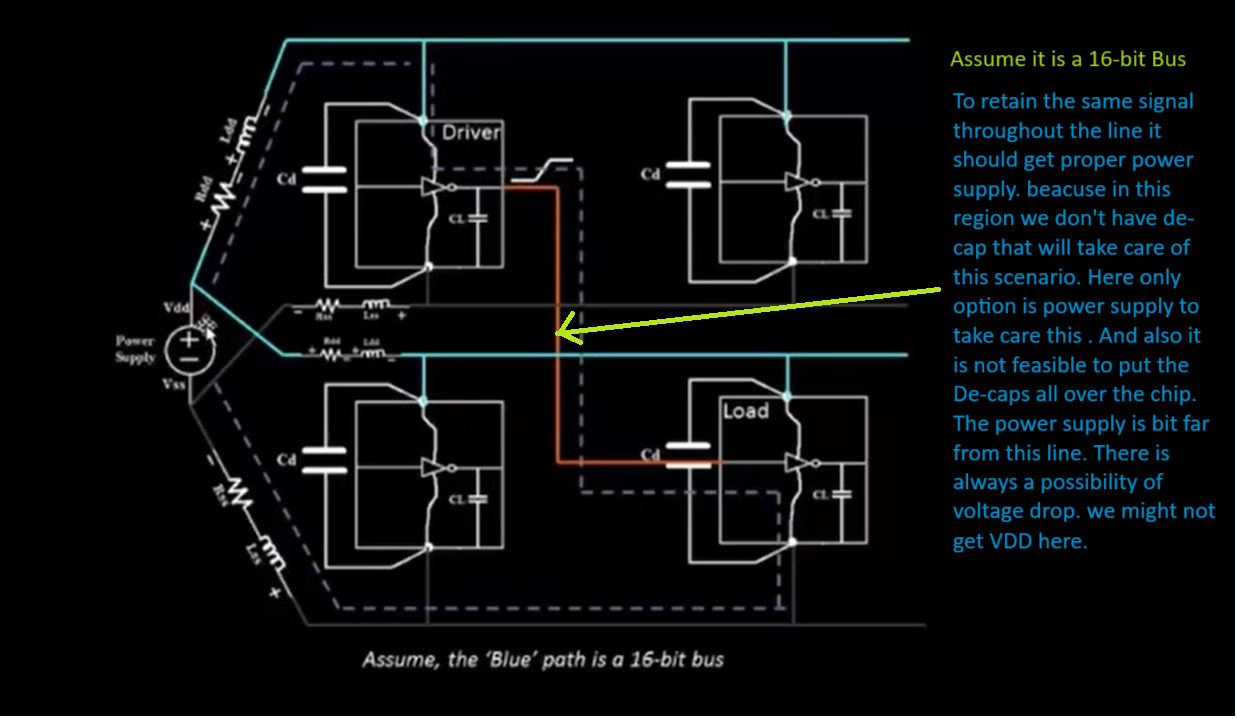 Assume it is a 16-bit Bus
To retain the same signal
throughout the line it
should get proper power
supply. beacuse in this
region we don't have de-
cap that will take care of
this scenario. Here only
option is power supply to
take care this . And also it
is not feasible to put the
De-caps all over the chip.
The power supply is bit far
from this line. There is
always a possibility of
voltage drop. we might not
get VDD here.
Rdd
Ldd
+
+
Cd
Driver
CL
Cd
CL
Vdd
Power
Supply
+
−
Vss
−
Rss
Lss
+
+
Rdd
−
+
Ldd
−
Cd
CL
Load
Cd
CL
−
Rss
Lss
+
Assume, the 'Blue' path is a 16-bit bus